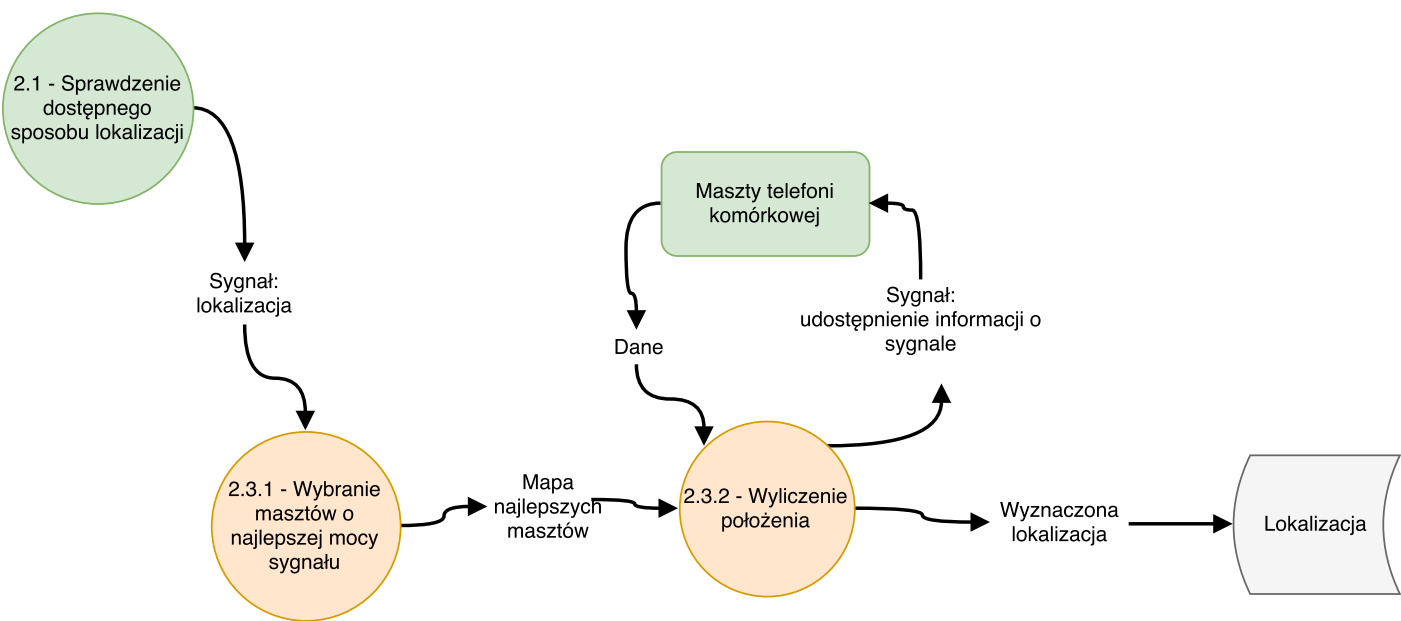 2.1 - Sprawdzenie
dostępnego
sposobu lokalizacji
Sygnał:
lokalizacja
2.3.1 - Wybranie
masztów o
najlepszej mocy
sygnału
Mapa
najlepszych
masztów
Maszty telefoni
komórkowej
Dane
Sygnał:
udostępnienie informacji o
sygnale
2.3.2 - Wyliczenie
położenia
Wyznaczona
lokalizacja
Lokalizacja